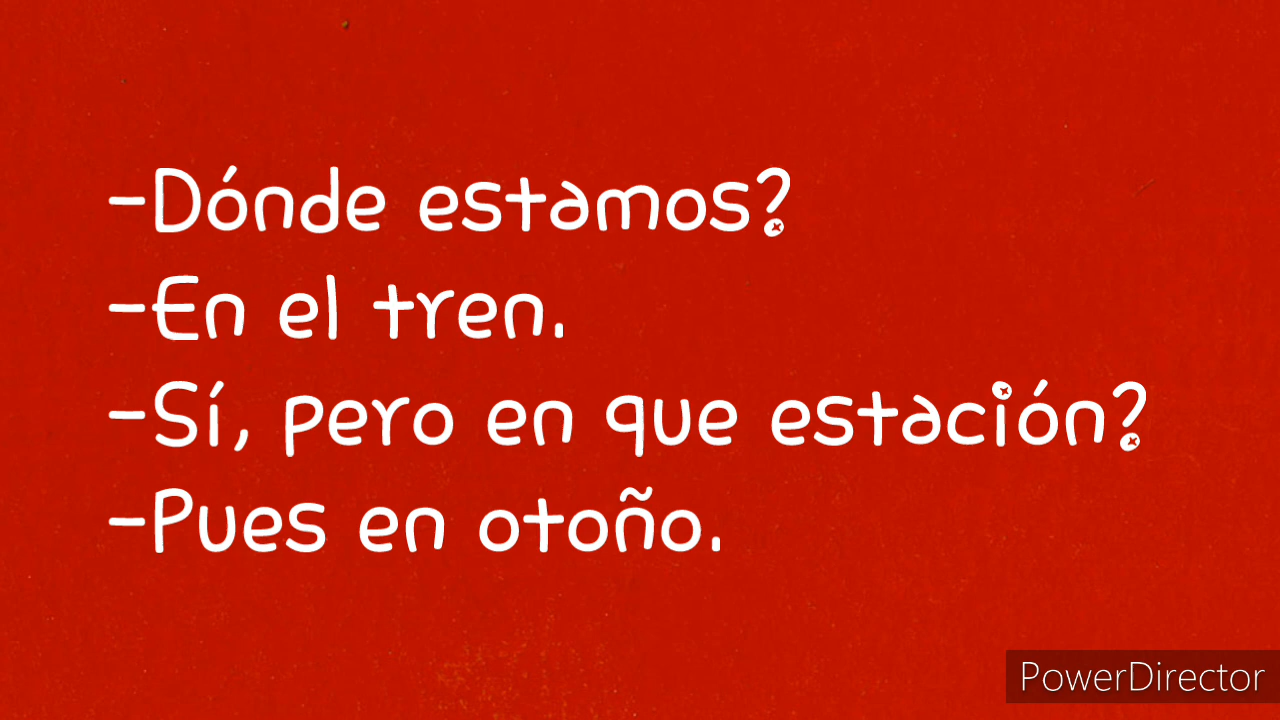 -Dónde estamos?
-En el tren.
-Sí, pero en que estación?
-Pues en otoño.
PowerDirector